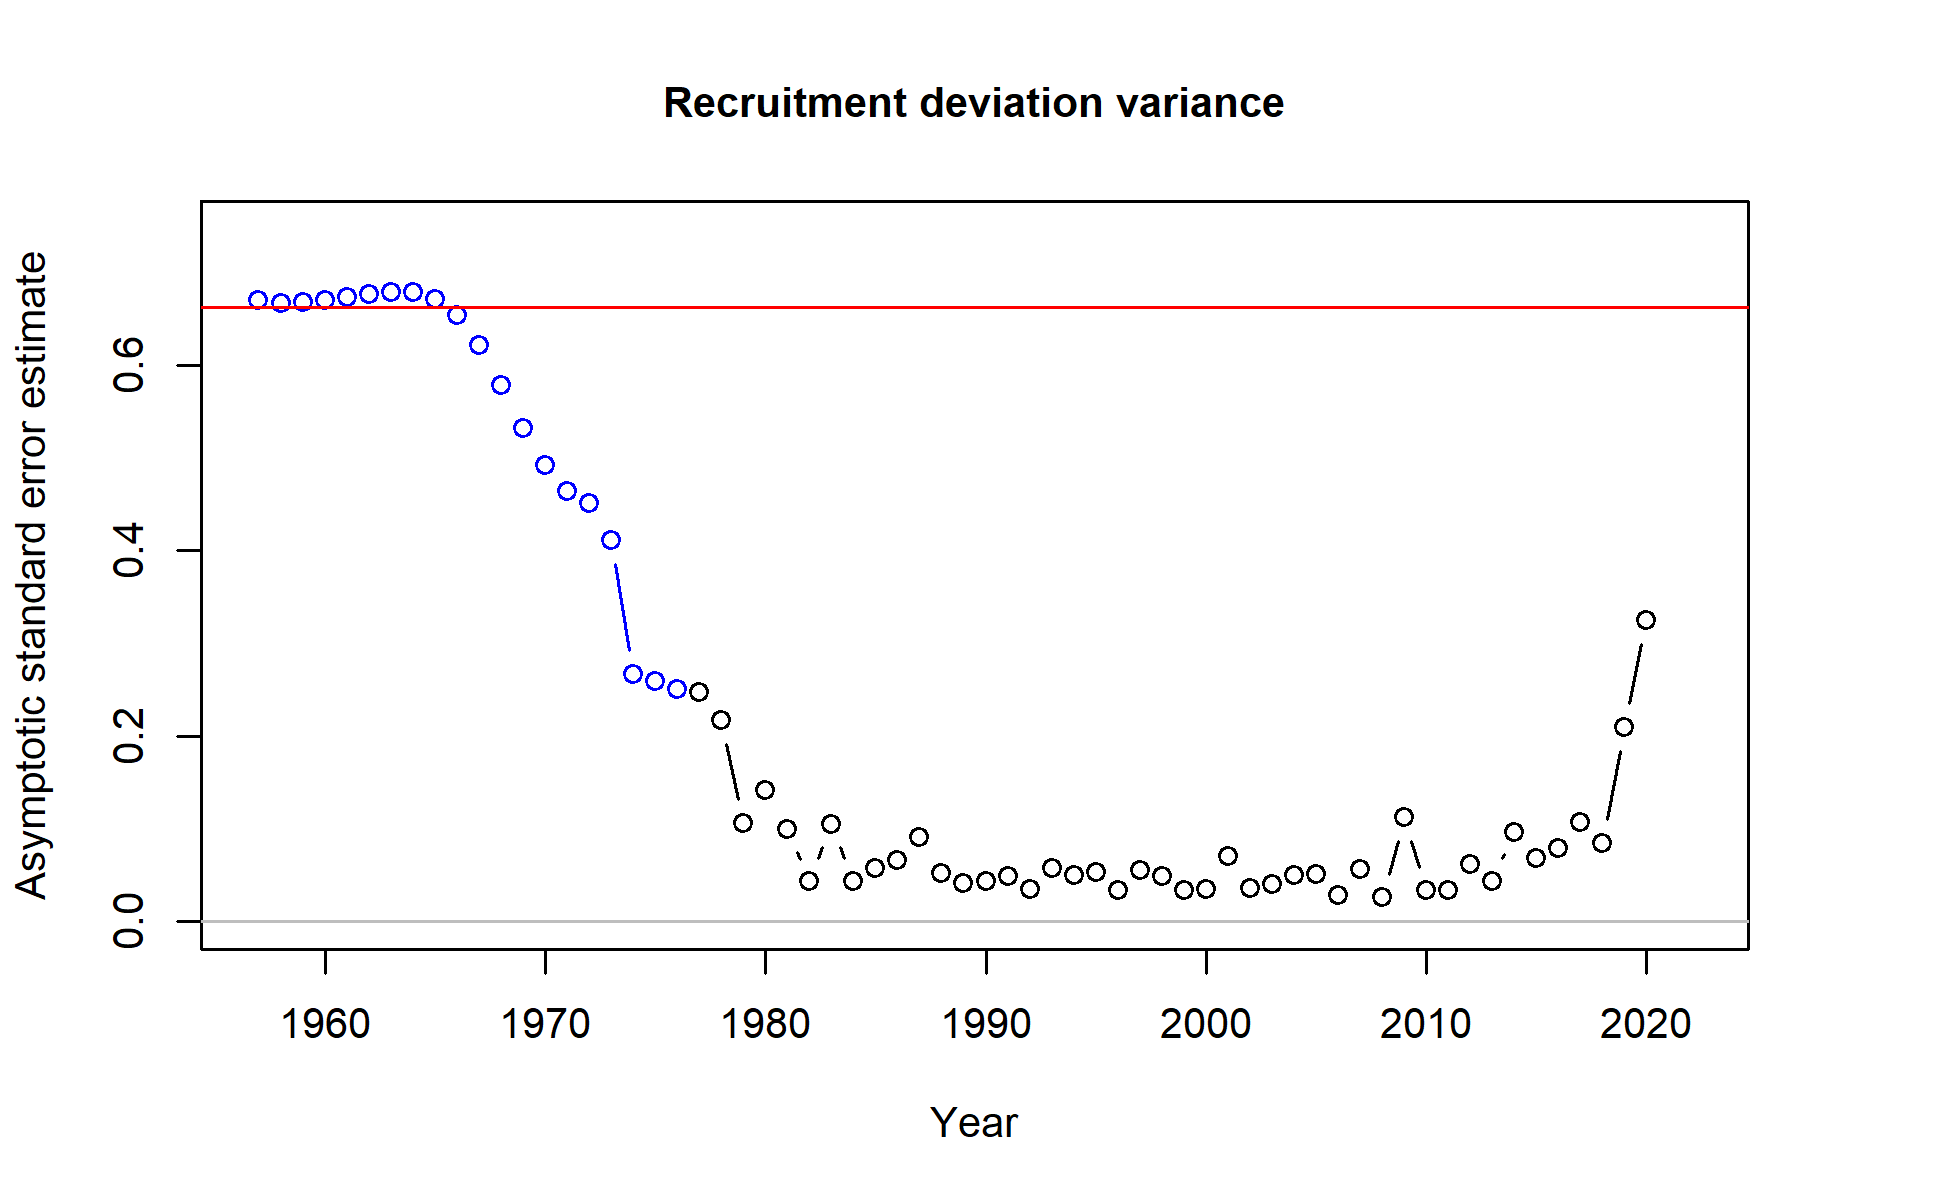 Recruitment deviation variance
Asymptotic standard error estimate
0.6
0.4
0.2
0.0
1960 1970 1980 1990 2000 2010 2020
Year